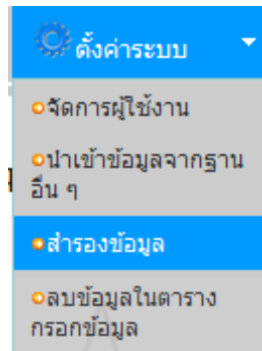 ตั้งค่าระบบ
จัดการผู้ใช้งาน
นำเข้าข้อมูลจากฐาน
อื่น ๆ
สำรองข้อมูล
ลบข้อมูลในตาราง
กรอกข้อมูล